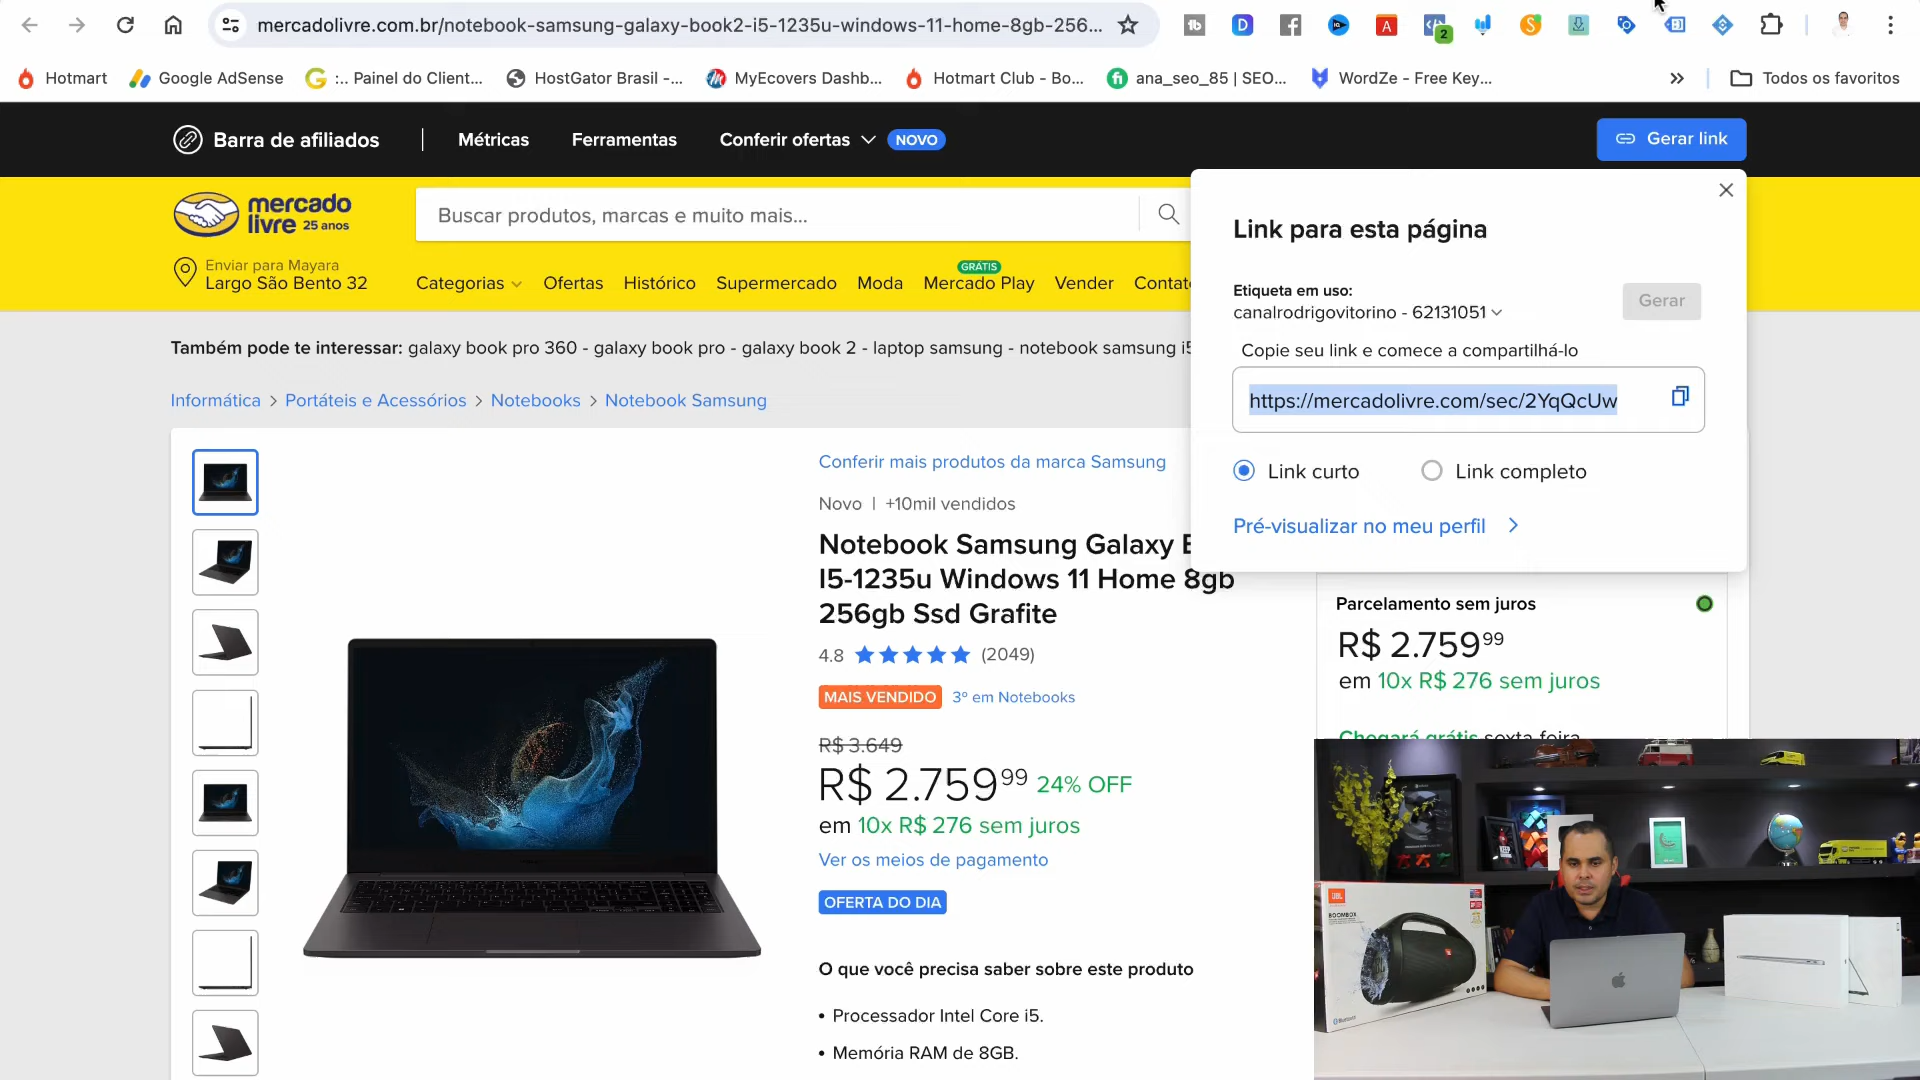 mercadolivre.com.br/notebook-samsung-galaxy-book2-i5-1235u-windows-11-home-8gb-256...
2
Hotmart
Google AdSense
:.. Painel do Client...
HostGator Brasil -...
MyEcovers Dashb...
Hotmart Club - Bo...
ana_seo_85 | SEO...
WordZe - Free Key...
Todos os favoritos
Barra de afiliados
Métricas
Ferramentas
Conferir ofertas
NOVO
Gerar link
mercado
livre 25 anos
Buscar produtos, marcas e muito mais...
Enviar para Mayara
Largo São Bento 32
Categorias
Ofertas
Histórico
Supermercado
Moda
GRÁTIS
Mercado Play
Vender
Contato
Link para esta página
Etiqueta em uso:
canalrodrigovitorino - 62131051
Gerar
Copie seu link e comece a compartilhá-lo
https://mercadolivre.com/sec/2YqQcUw
Link curto
Link completo
Pré-visualizar no meu perfil
Também pode te interessar: galaxy book pro 360 - galaxy book pro - galaxy book 2 - laptop samsung - notebook samsung i5
Informática > Portáteis e Acessórios > Notebooks > Notebook Samsung
Conferir mais produtos da marca Samsung
Novo | +10mil vendidos
Notebook Samsung Galaxy
I5-1235u Windows 11 Home 8gb
256gb Ssd Grafite
4.8 (2049)
MAIS VENDIDO 3º em Notebooks
R$ 3.649
R$ 2.759 99 24% OFF
em 10x R$ 276 sem juros
Ver os meios de pagamento
OFERTA DO DIA
O que você precisa saber sobre este produto
• Processador Intel Core i5.
• Memória RAM de 8GB.
Parcelamento sem juros
R$ 2.759 99
em 10x R$ 276 sem juros
Chegará grátis sexta-feira
JBL
BOOMBOX
Bluetooth